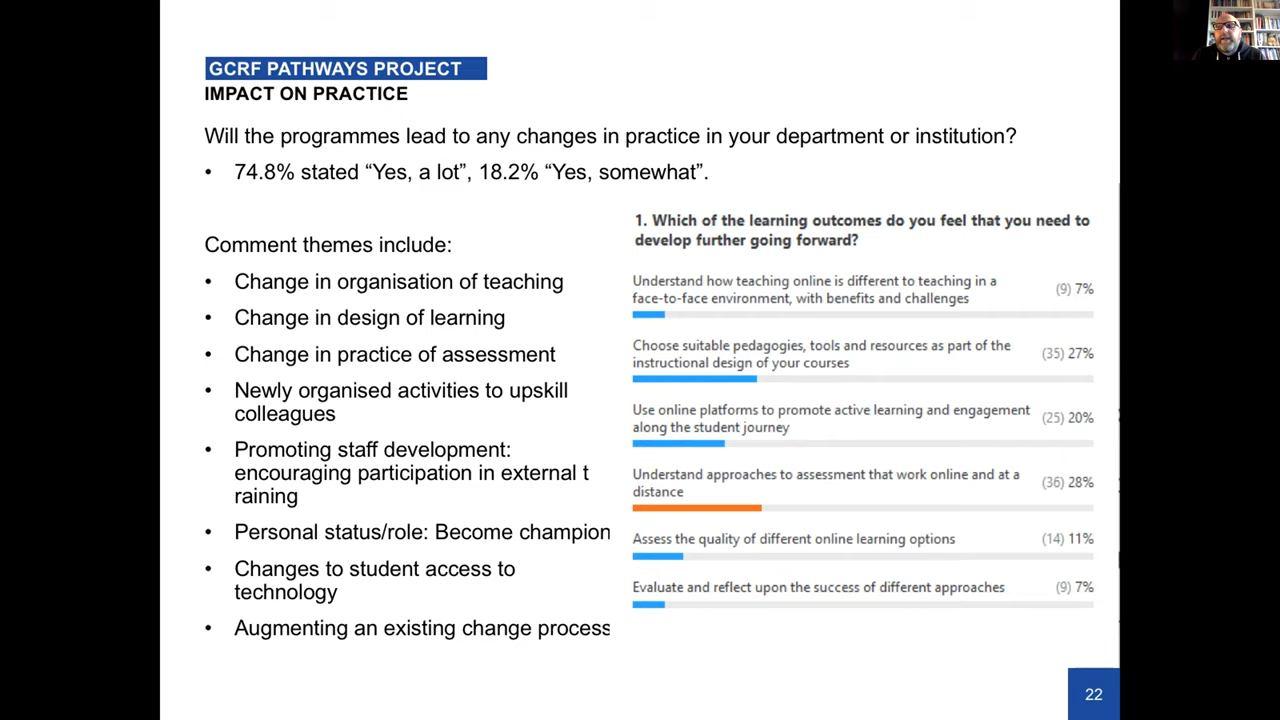 GCRF PATHWAYS PROJECT
IMPACT ON PRACTICE
Will the programmes lead to any changes in practice in your department or institution?
• 74.8% stated “Yes, a lot”, 18.2% “Yes, somewhat”.
Comment themes include:
• Change in organisation of teaching
• Change in design of learning
• Change in practice of assessment
• Newly organised activities to upskill
colleagues
• Promoting staff development:
encouraging participation in external t
raining
• Personal status/role: Become champion
• Changes to student access to
technology
• Augmenting an existing change process
1. Which of the learning outcomes do you feel that you need to
develop further going forward?
Understand how teaching online is different to teaching in a
face-to-face environment, with benefits and challenges
(9) 7%
Choose suitable pedagogies, tools and resources as part of the
instructional design of your courses
(35) 27%
Use online platforms to promote active learning and engagement
along the student journey
(25) 20%
Understand approaches to assessment that work online and at a
distance
(36) 28%
Assess the quality of different online learning options (14) 11%
Evaluate and reflect upon the success of different approaches (9) 7%
22